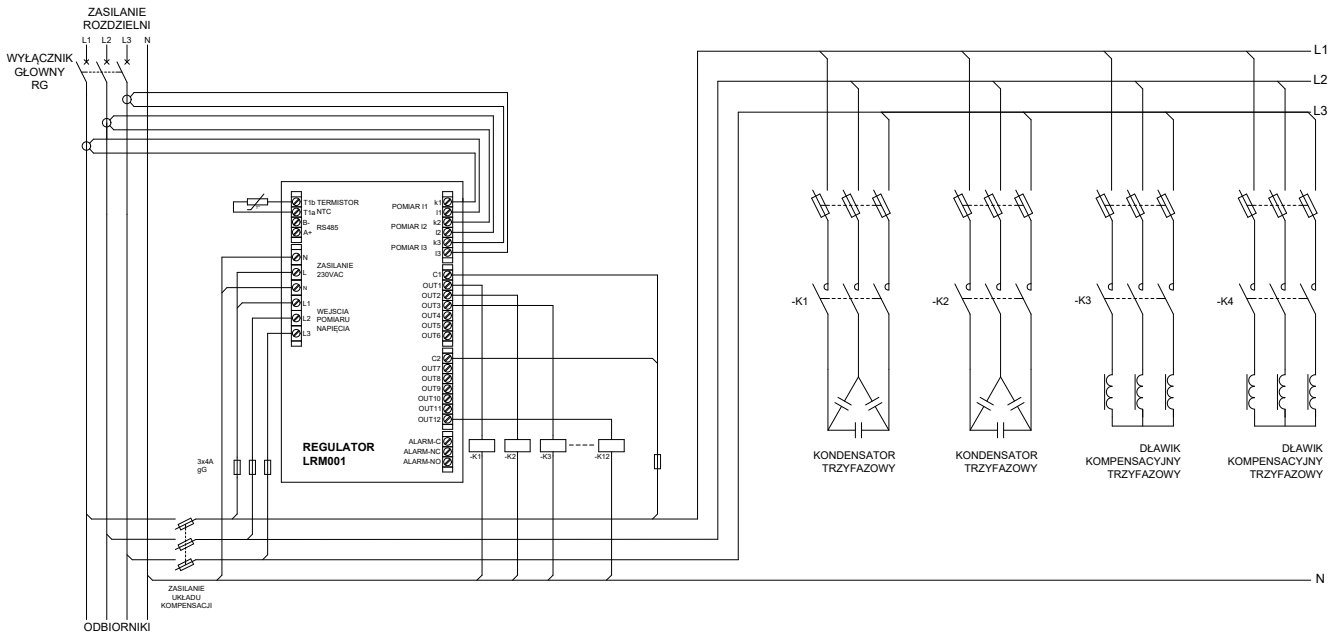 ZASILANIE
ROZDZIELNI
L1 L2 L3 N
WYŁĄCZNIK
GŁOWNY
RG
L1
L2
L3
T1b TERMISTOR
T1a NTC
B-
RS485
A+
N
ZASILANIE
L 230VAC
N
L1
WEJSCIA
L2 POMIARU
NAPIĘCIA
L3
k1
POMIAR I1
l1
k2
POMIAR I2
l2
k3
POMIAR I3
l3
C1
OUT1
OUT2
OUT3
OUT4
OUT5
OUT6
C2
OUT7
OUT8
OUT9
OUT10
OUT11
OUT12
ALARM-C
ALARM-NC
ALARM-NO
REGULATOR
LRM001
3x4A
gG
-K1 -K2 -K3 -K12
-K1 -K2 -K3 -K4
KONDENSATOR
TRZYFAZOWY
KONDENSATOR
TRZYFAZOWY
DŁAWIK
KOMPENSACYJNY
TRZYFAZOWY
DŁAWIK
KOMPENSACYJNY
TRZYFAZOWY
N
ZASILANIE
UKŁADU
KOMPENSACJI
ODBIORNIKI